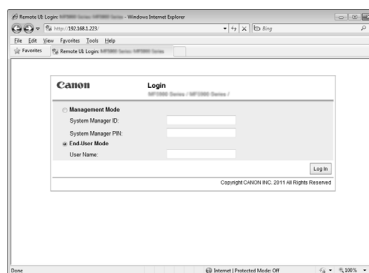 Remote UI: Login - Windows Internet Explorer
http://192.168.1.225/
Bing
File Edit View Favorites Tools Help
Favorites
Remote UI: Login
Canon
Login
Management Mode
System Manager ID:
System Manager PIN:
End-User Mode
User Name:
Log In
Copyright CANON INC. 2011 All Rights Reserved
Done
Internet | Protected Mode: Off
100%